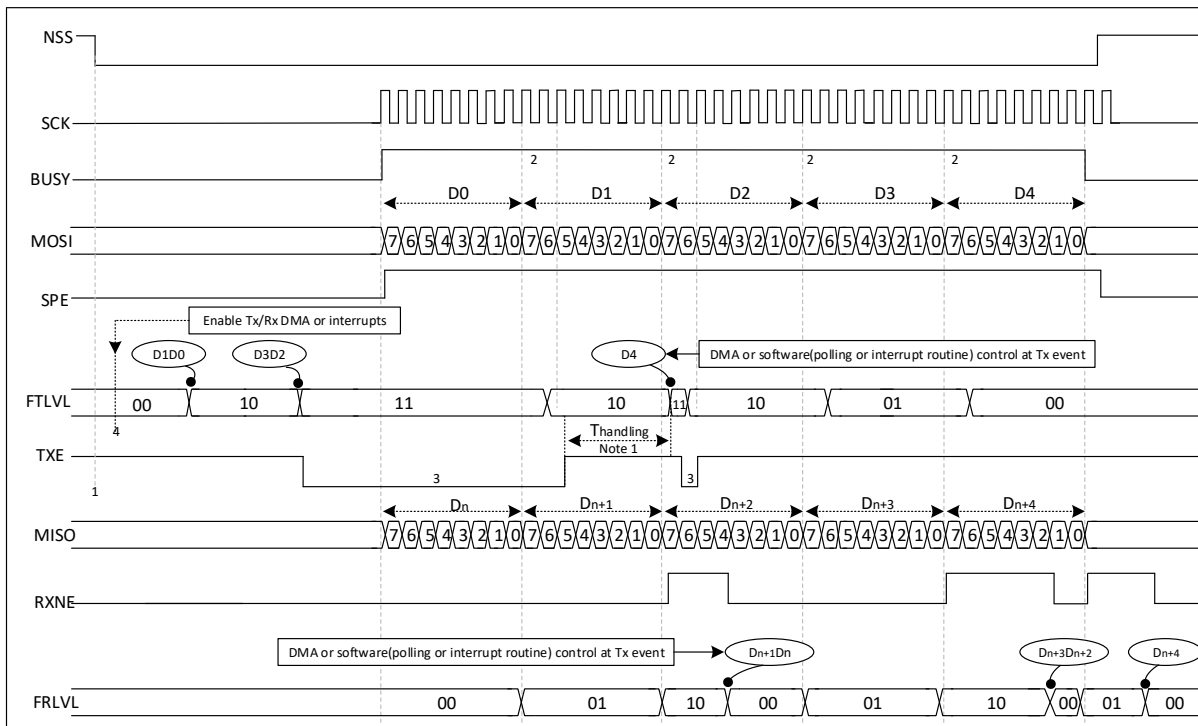 NSS
SCK
BUSY 2 2 2 2
D0 D1 D2 D3 D4
MOSI 7 6 5 4 3 2 1 0 7 6 5 4 3 2 1 0 7 6 5 4 3 2 1 0 7 6 5 4 3 2 1 0 7 6 5 4 3 2 1 0
SPE
Enable Tx/Rx DMA or interrupts
D1D0 D3D2 D4 DMA or software(polling or interrupt routine) control at Tx event
FTLVL 00 10 11 10 11 10 01 00
4
Thandling
Note 1
TXE 3 3
1
Dn Dn+1 Dn+2 Dn+3 Dn+4
MISO 7 6 5 4 3 2 1 0 7 6 5 4 3 2 1 0 7 6 5 4 3 2 1 0 7 6 5 4 3 2 1 0 7 6 5 4 3 2 1 0
RXNE
DMA or software(polling or interrupt routine) control at Tx event Dn+1Dn Dn+3Dn+2 Dn+4
FRLVL 00 01 10 00 01 10 00 01 00